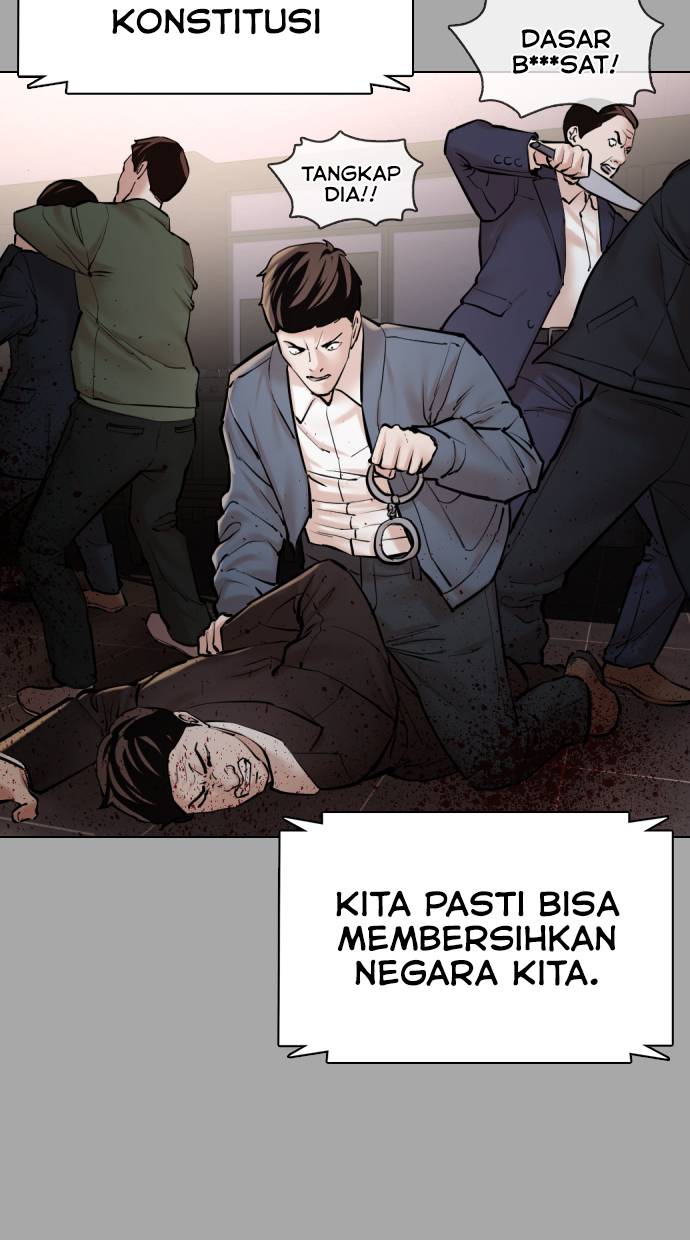 KONSTITUSI
DASAR
B***SAT!
TANGKAP
DIA!!
KITA PASTI BISA
MEMBERSIHKAN
NEGARA KITA.